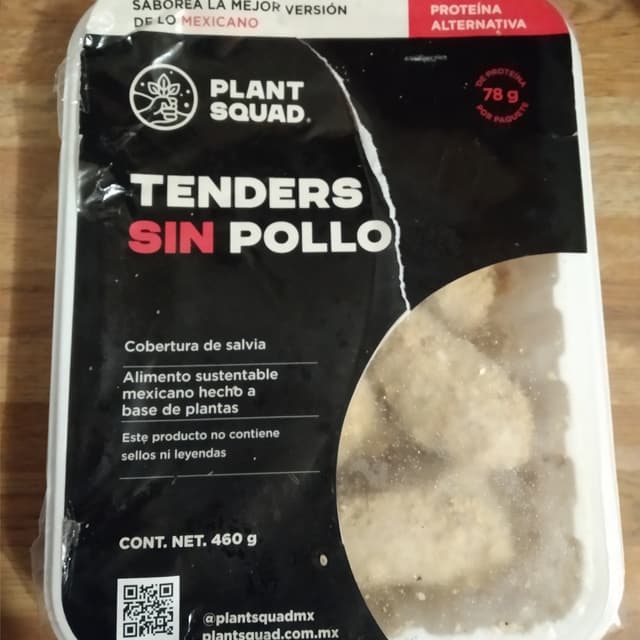 SABOREA LA MEJOR VERSIÓN
DE LO MEXICANO
PROTEÍNA
ALTERNATIVA
PLANT
SQUAD®
DE PROTEÍNA
78 g
POR PAQUETE
TENDERS
SIN POLLO
Cobertura de salvia
Alimento sustentable
mexicano hecho a
base de plantas
Este producto no contiene
sellos ni leyendas
CONT. NET. 460 g
@plantsquadmx
plantsquad.com.mx